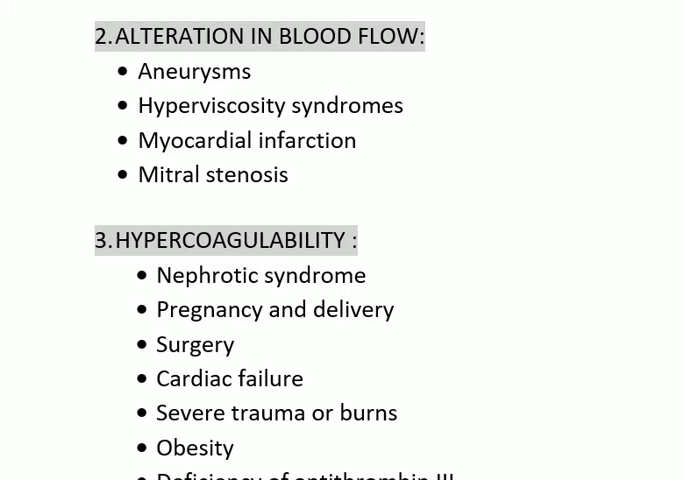 2.ALTERATION IN BLOOD FLOW:
• Aneurysms
• Hyperviscosity syndromes
• Myocardial infarction
• Mitral stenosis
3.HYPERCOAGULABILITY :
• Nephrotic syndrome
• Pregnancy and delivery
• Surgery
• Cardiac failure
• Severe trauma or burns
• Obesity
• Deficiency of antithrombin III